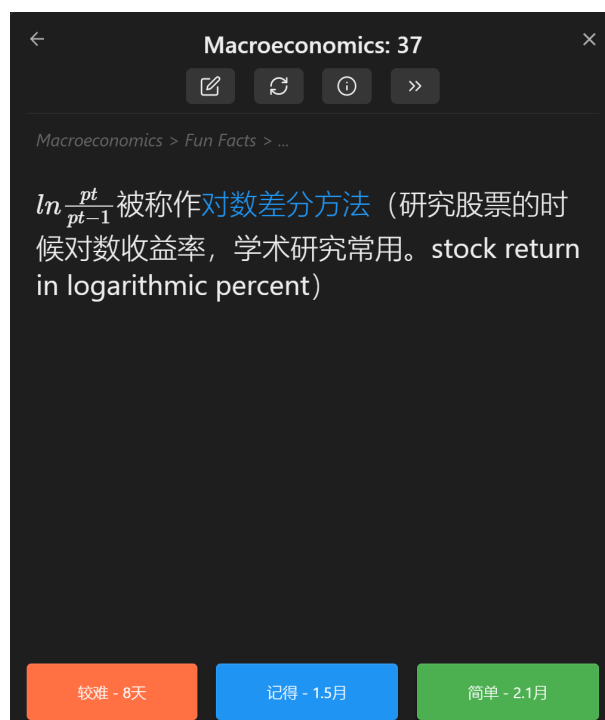 Macroeconomics: 37
Macroeconomics > Fun Facts > ...
ln pt/pt−1被称作对数差分方法（研究股票的时
候对数收益率，学术研究常用。stock return
in logarithmic percent）
较难 - 8天
记得 - 1.5月
简单 - 2.1月